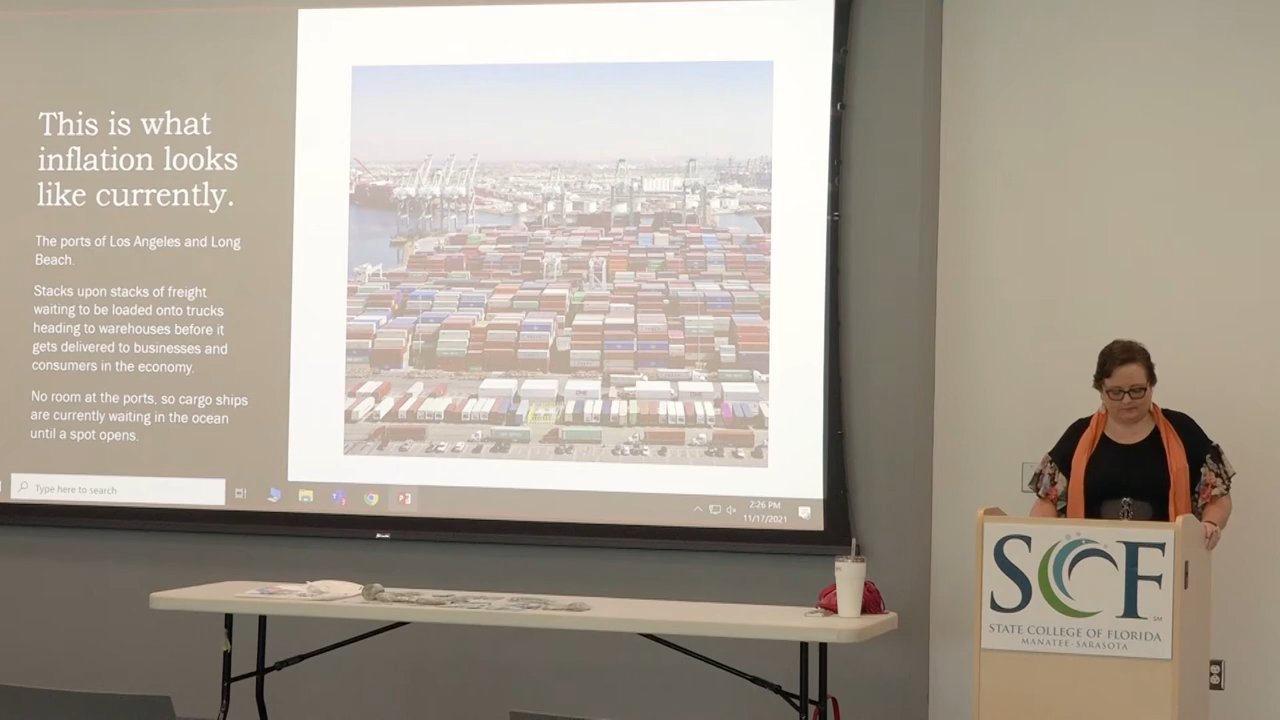 This is what
inflation looks
like currently.
The ports of Los Angeles and Long
Beach.
Stacks upon stacks of freight
waiting to be loaded onto trucks
heading to warehouses before it
gets delivered to businesses and
consumers in the economy.
No room at the ports, so cargo ships
are currently waiting in the ocean
until a spot opens.
Type here to search
2:26 PM
11/17/2021
SCF
SM
STATE COLLEGE OF FLORIDA
MANATEE-SARASOTA